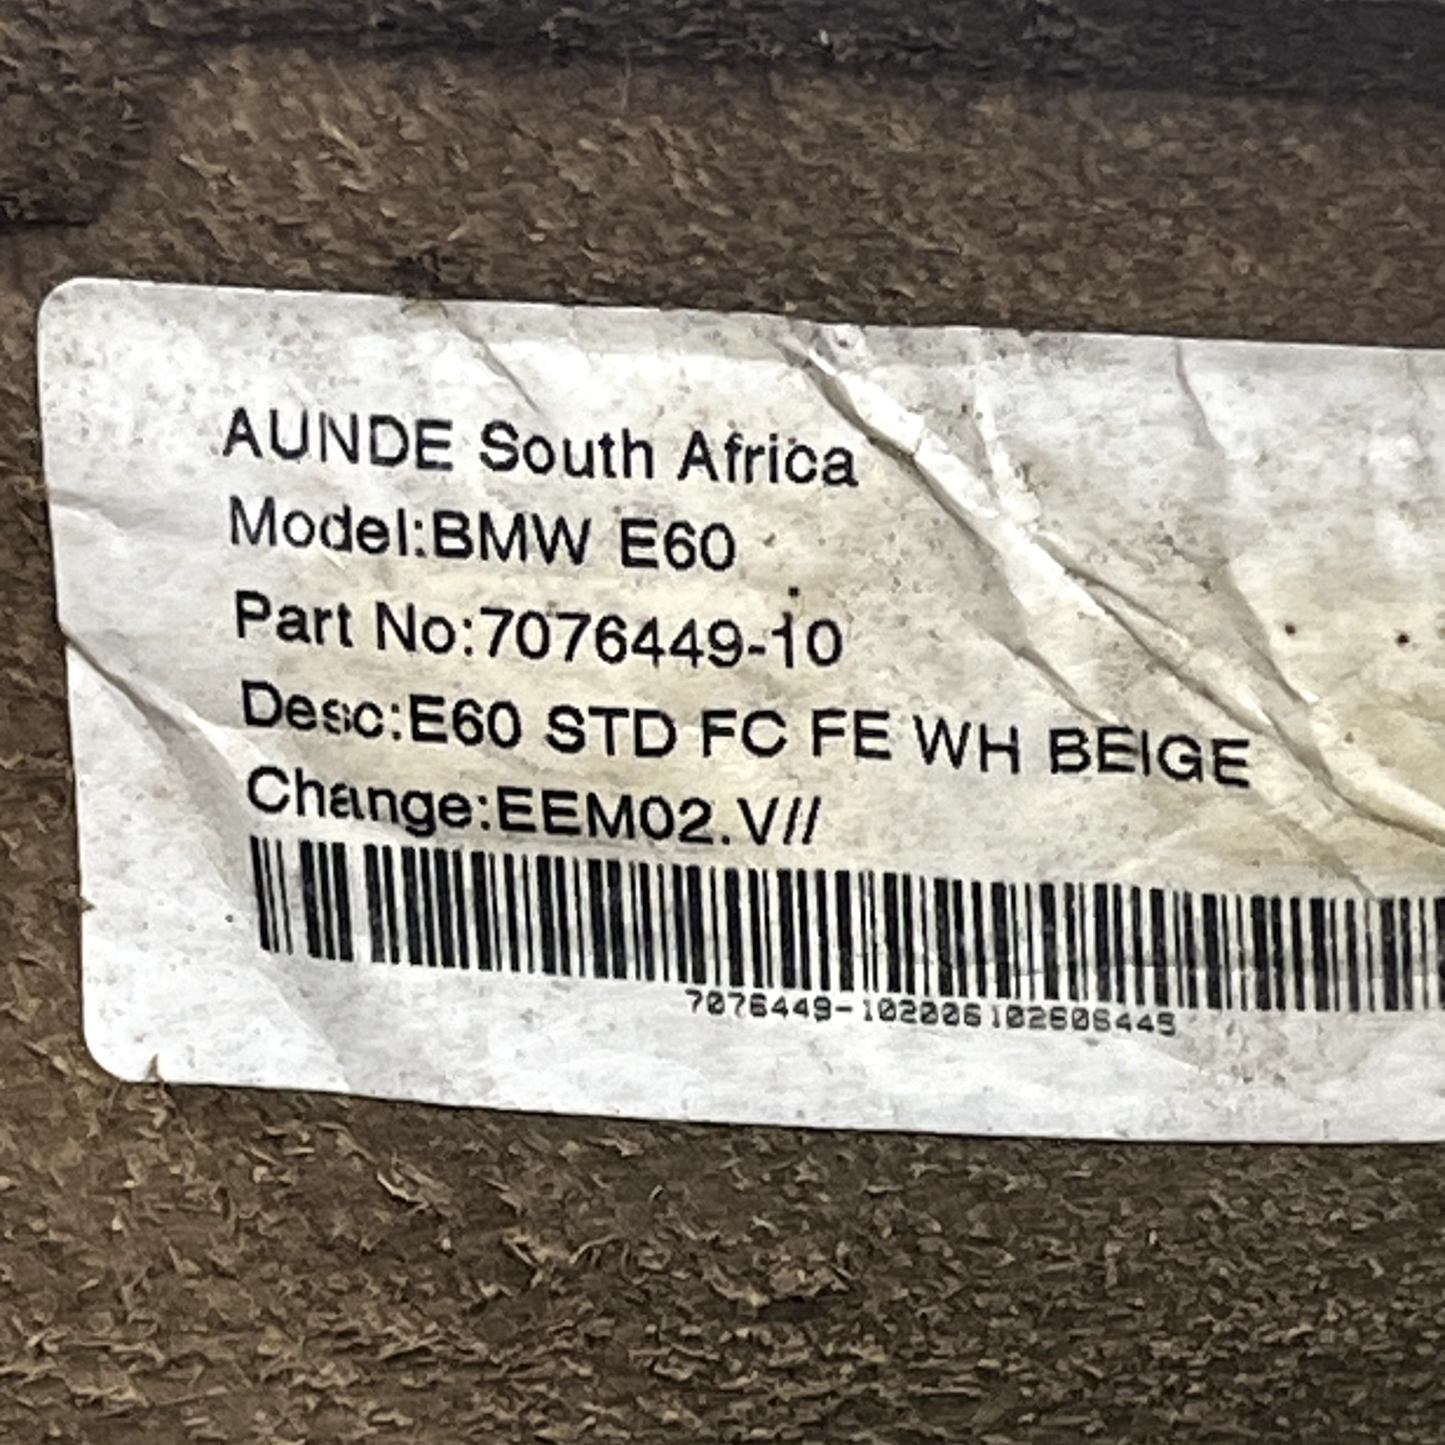 AUNDE South Africa
Model:BMW E60
Part No:7076449-10
Desc:E60 STD FC FE WH BEIGE
Change:EEM02.V//
7076449-102006102606445